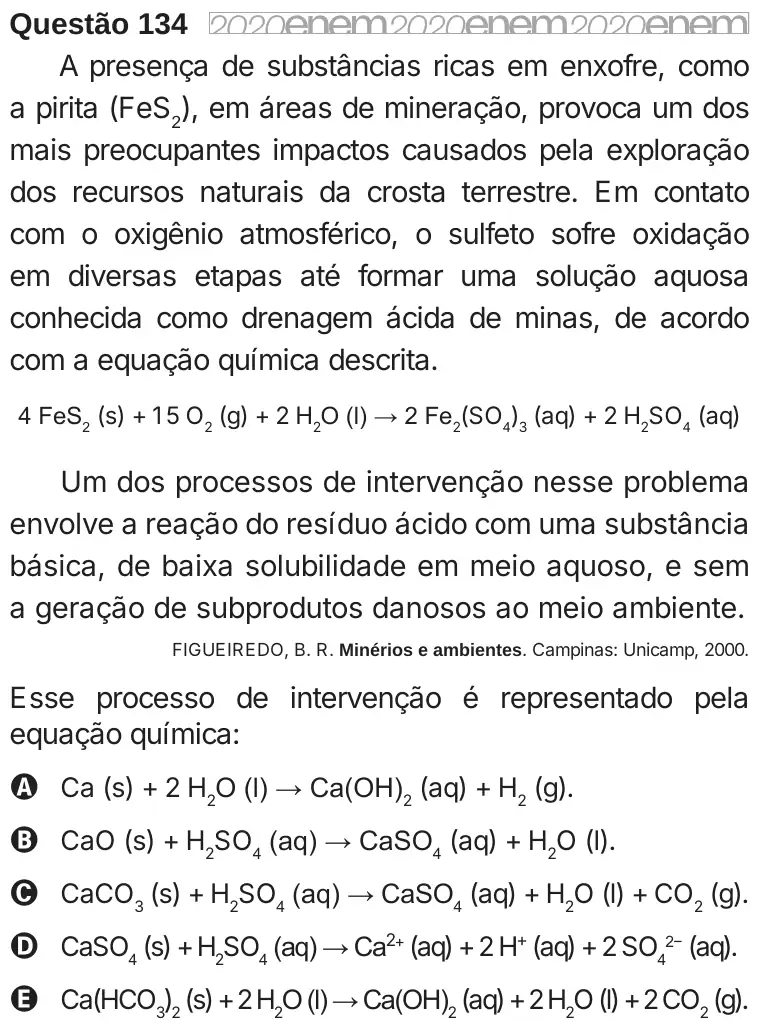 Questão 134 2020enem2020enem2020enem
A presença de substâncias ricas em enxofre, como
a pirita (FeS₂), em áreas de mineração, provoca um dos
mais preocupantes impactos causados pela exploração
dos recursos naturais da crosta terrestre. Em contato
com o oxigênio atmosférico, o sulfeto sofre oxidação
em diversas etapas até formar uma solução aquosa
conhecida como drenagem ácida de minas, de acordo
com a equação química descrita.
4 FeS₂ (s) + 15 O₂ (g) + 2 H₂O (l) → 2 Fe₂(SO₄)₃ (aq) + 2 H₂SO₄ (aq)
Um dos processos de intervenção nesse problema
envolve a reação do resíduo ácido com uma substância
básica, de baixa solubilidade em meio aquoso, e sem
a geração de subprodutos danosos ao meio ambiente.
FIGUEIREDO, B. R. Minérios e ambientes. Campinas: Unicamp, 2000.
Esse processo de intervenção é representado pela
equação química:
A Ca (s) + 2 H₂O (l) → Ca(OH)₂ (aq) + H₂ (g).
B CaO (s) + H₂SO₄ (aq) → CaSO₄ (aq) + H₂O (l).
C CaCO₃ (s) + H₂SO₄ (aq) → CaSO₄ (aq) + H₂O (l) + CO₂ (g).
D CaSO₄ (s) + H₂SO₄ (aq) → Ca²⁺ (aq) + 2 H⁺ (aq) + 2 SO₄²⁻ (aq).
E Ca(HCO₃)₂ (s) + 2 H₂O (l) → Ca(OH)₂ (aq) + 2 H₂O (l) + 2 CO₂ (g).